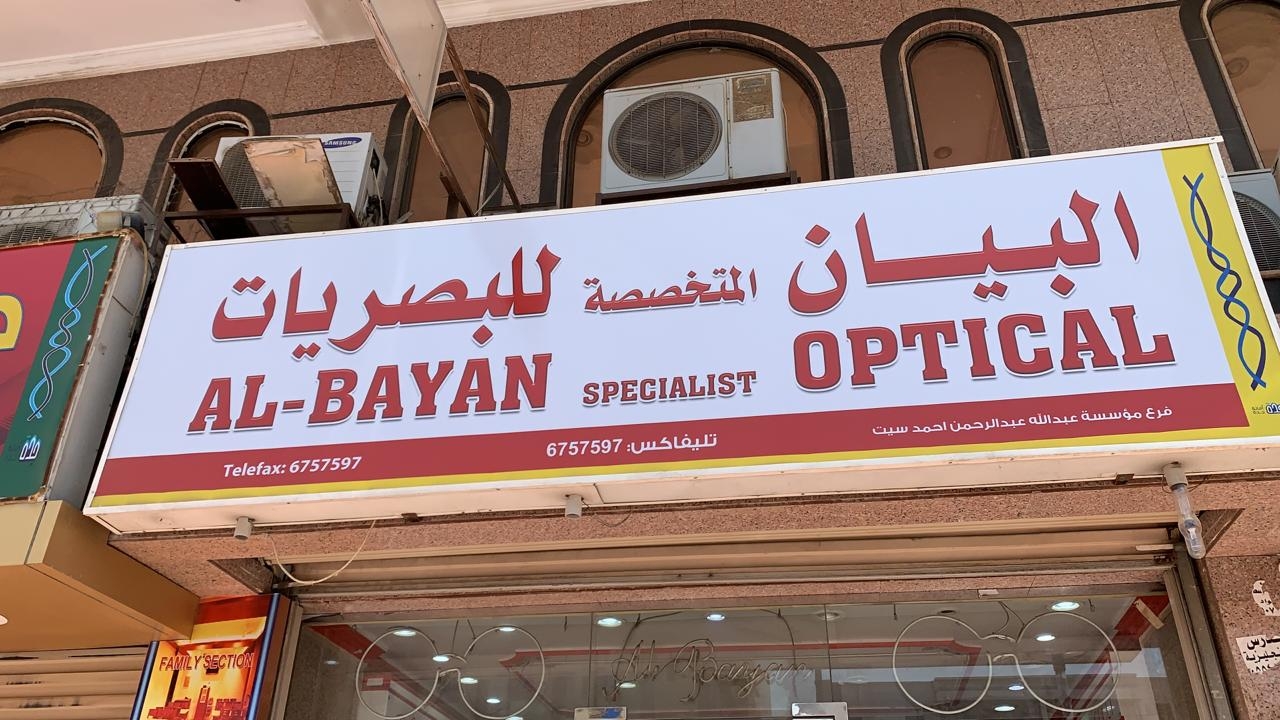 SAMSUNG
البيان المتخصصة للبصريات
AL-BAYAN SPECIALIST OPTICAL
فرع مؤسسة عبدالله عبدالرحمن احمد سيت
تليفاكس: 6757597
Telefax: 6757597
FAMILY SECTION
Al Bayan